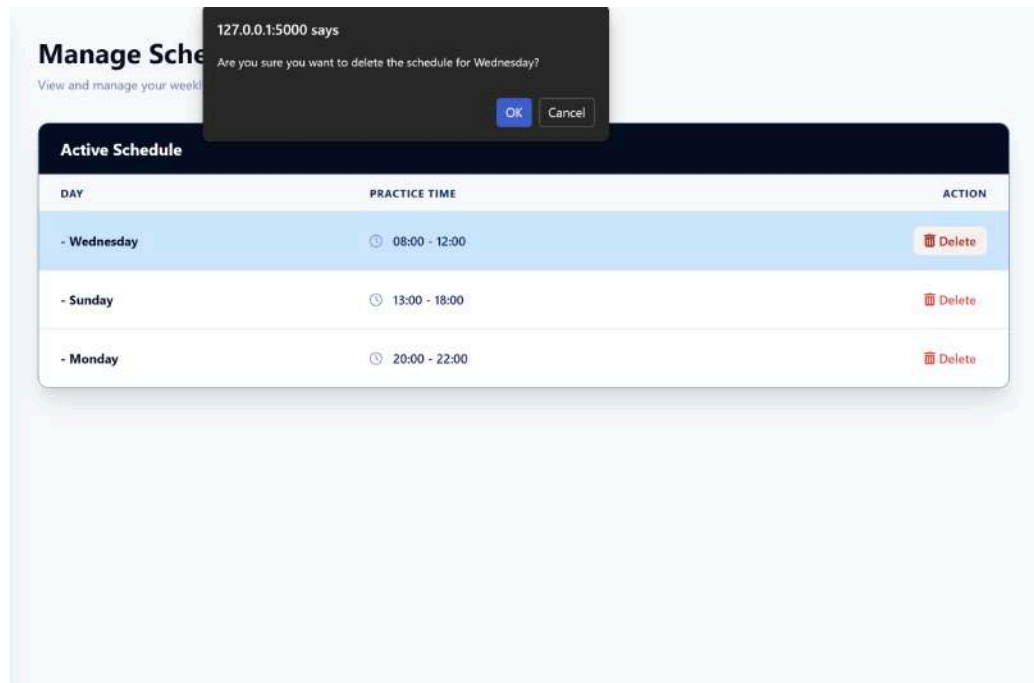 127.0.0.1:5000 says
Are you sure you want to delete the schedule for Wednesday?
OK Cancel
Manage Sche
View and manage your weekl
Active Schedule
DAY PRACTICE TIME ACTION
- Wednesday 08:00 - 12:00 Delete
- Sunday 13:00 - 18:00 Delete
- Monday 20:00 - 22:00 Delete